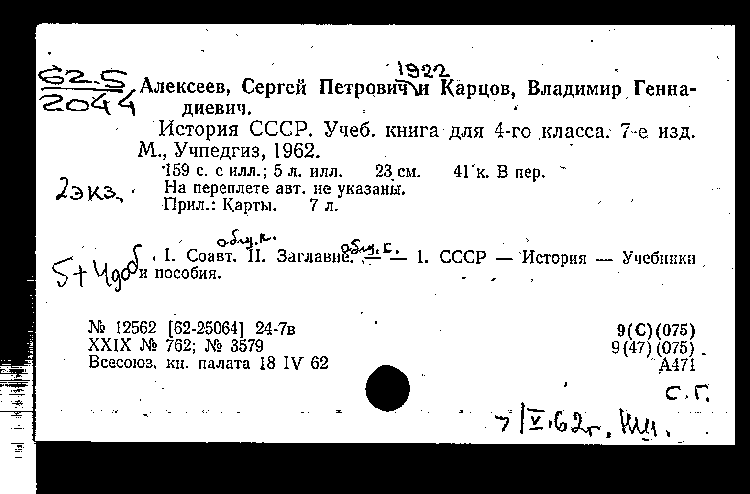 1922
62.5
2044
Алексеев, Сергей Петрович и Карцов, Владимир Генна-
диевич.
История СССР. Учеб. книга для 4-го класса. 7-е изд.
М., Учпедгиз, 1962.
159 с. с илл.; 5 л. илл. 23 см. 41 к. В пер.
2 экз.
На переплете авт. не указаны.
Прил.: Карты. 7 л.
I. Соавт. II. Заглавие. — — 1. СССР — История — Учебники
и пособия.
№ 12562 [62-25064] 24-7в
9(С)(075)
XXIX № 762; № 3579
9(47)(075)
Всесоюз. кн. палата 18 IV 62
А471
С. Г.
7/V.62г.